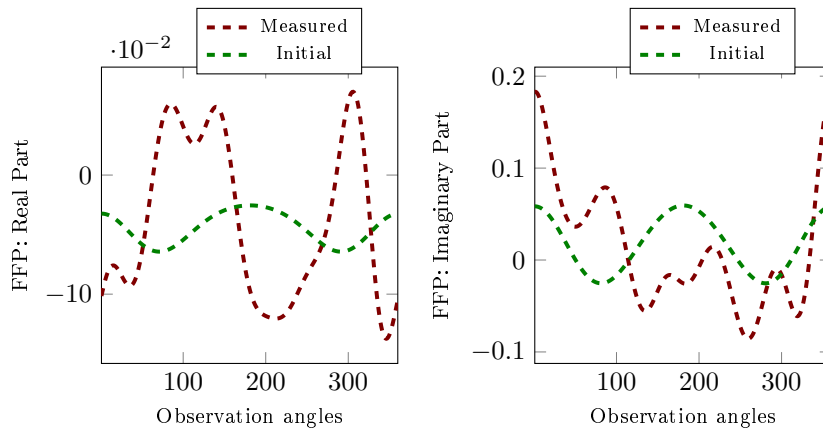 Measured
Initial
·10⁻²
0
−10
100
200
300
FFP: Real Part
Observation angles
Measured
Initial
0.2
0.1
0
−0.1
100
200
300
FFP: Imaginary Part
Observation angles